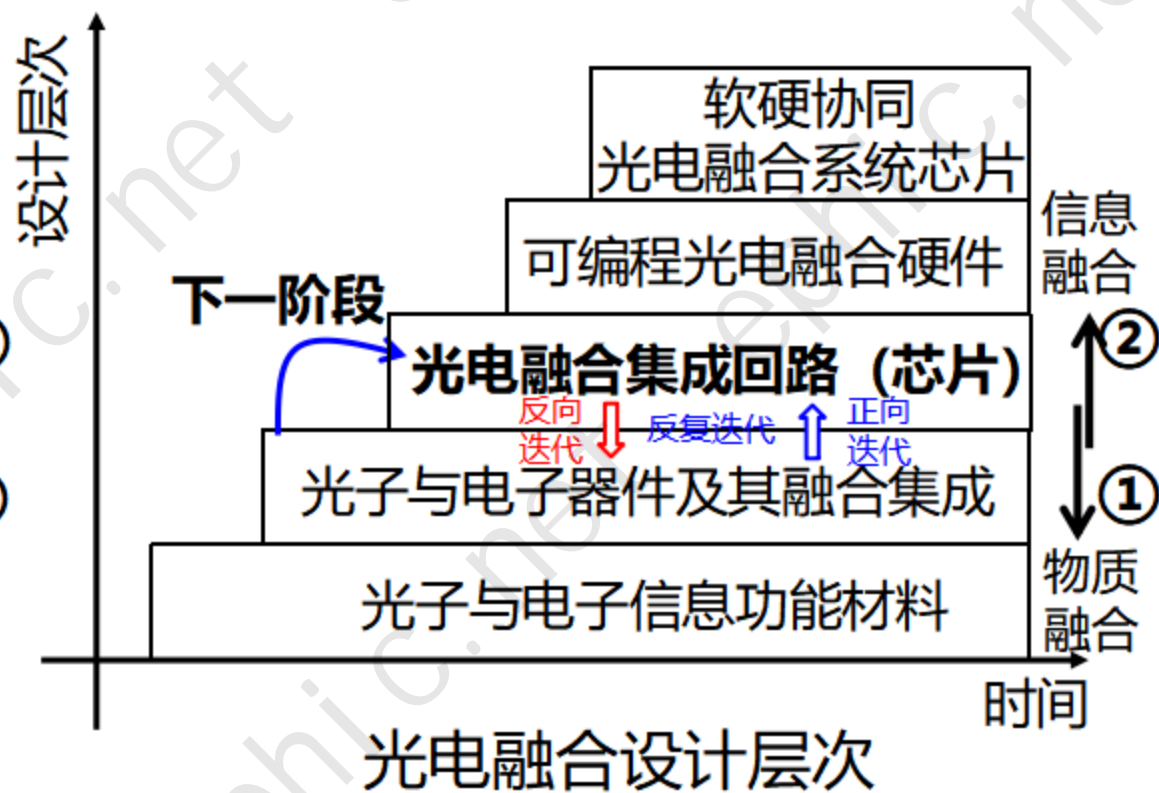 设计层次
软硬协同
光电融合系统芯片
信息
融合
可编程光电融合硬件
下一阶段
②
光电融合集成回路（芯片）
反向
迭代
反复迭代
正向
迭代
光子与电子器件及其融合集成
①
物质
融合
光子与电子信息功能材料
时间
光电融合设计层次
c.net
ephic.net
phic.net